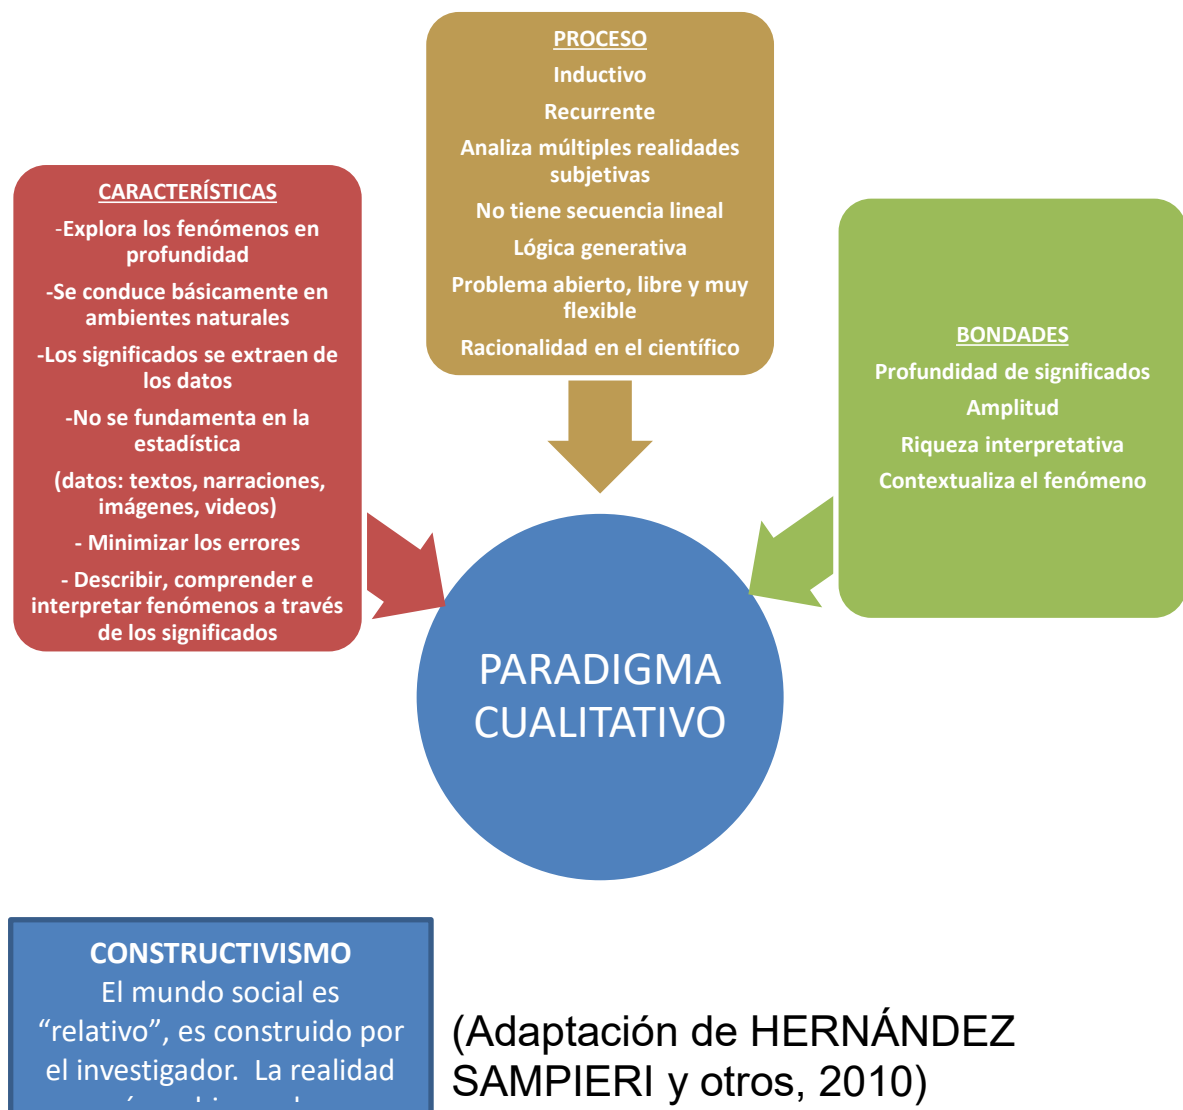 PROCESO
Inductivo
Recurrente
Analiza múltiples realidades
subjetivas
No tiene secuencia lineal
Lógica generativa
Problema abierto, libre y muy
flexible
Racionalidad en el científico
CARACTERÍSTICAS
-Explora los fenómenos en
profundidad
-Se conduce básicamente en
ambientes naturales
-Los significados se extraen de
los datos
-No se fundamenta en la
estadística
(datos: textos, narraciones,
imágenes, videos)
- Minimizar los errores
- Describir, comprender e
interpretar fenómenos a través
de los significados
BONDADES
Profundidad de significados
Amplitud
Riqueza interpretativa
Contextualiza el fenómeno
PARADIGMA
CUALITATIVO
CONSTRUCTIVISMO
El mundo social es
“relativo”, es construido por
el investigador. La realidad
(Adaptación de HERNÁNDEZ
SAMPIERI y otros, 2010)